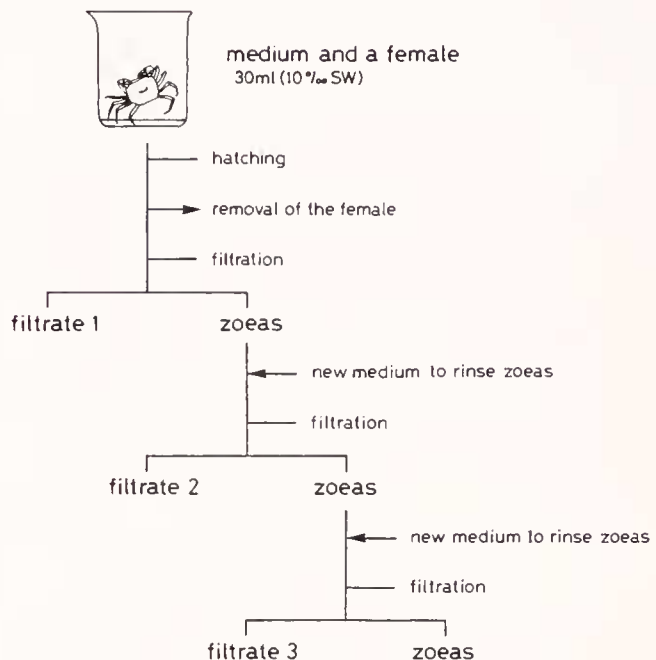 medium and a female
30ml (10‰ SW)
hatching
removal of the female
filtration
filtrate 1 zoeas
new medium to rinse zoeas
filtration
filtrate 2 zoeas
new medium to rinse zoeas
filtration
filtrate 3 zoeas